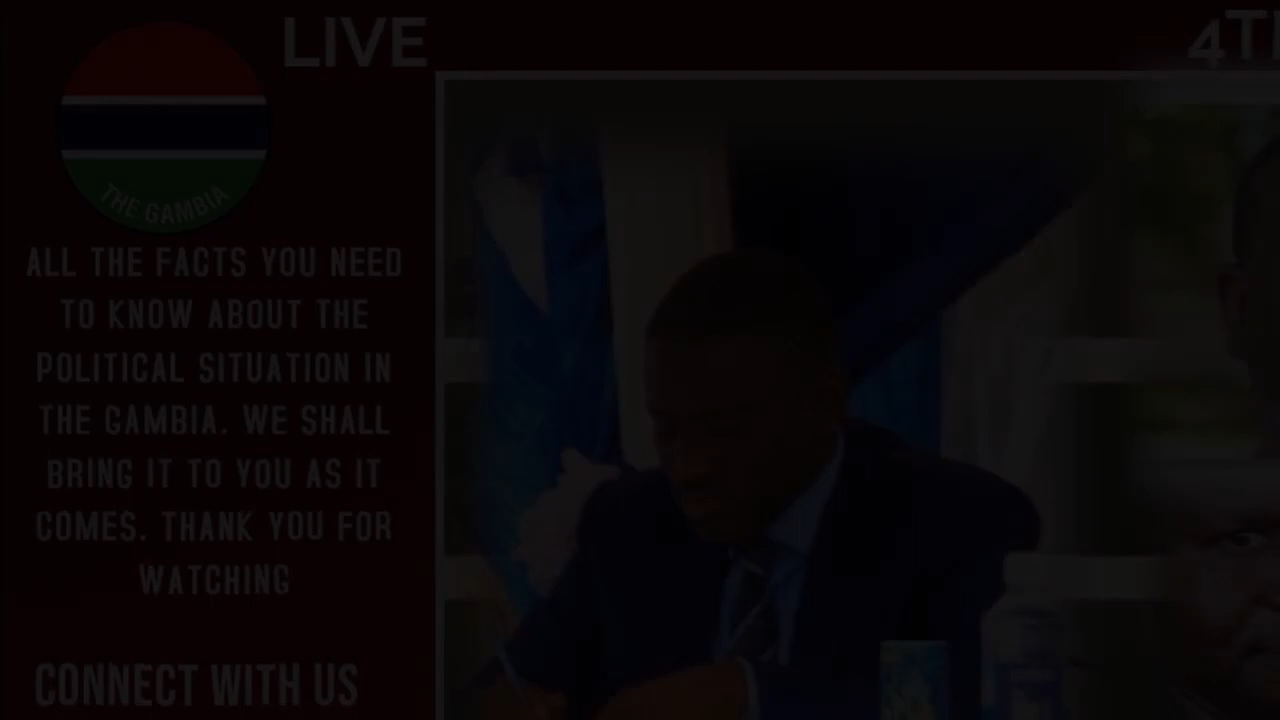 LIVE
THE GAMBIA
ALL THE FACTS YOU NEED
TO KNOW ABOUT THE
POLITICAL SITUATION IN
THE GAMBIA. WE SHALL
BRING IT TO YOU AS IT
COMES. THANK YOU FOR
WATCHING
CONNECT WITH US